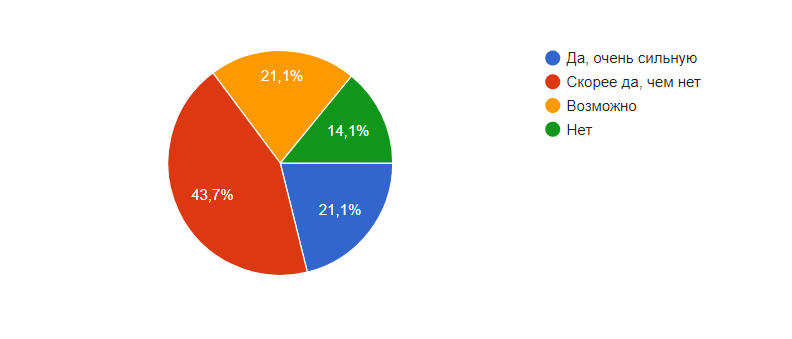 21,1%
14,1%
43,7%
21,1%
Да, очень сильную
Скорее да, чем нет
Возможно
Нет